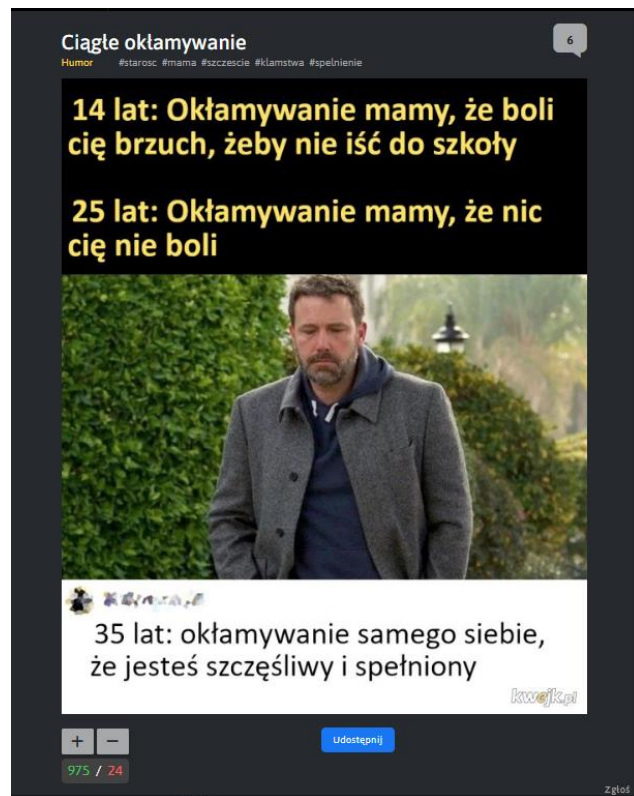 Ciągłe okłamywanie
6
Humor #starosc #mama #szczescie #klamstwa #spelnienie
14 lat: Okłamywanie mamy, że boli
cię brzuch, żeby nie iść do szkoły
25 lat: Okłamywanie mamy, że nic
cię nie boli
35 lat: okłamywanie samego siebie,
że jesteś szczęśliwy i spełniony
kwejk.pl
+ −
Udostępnij
975 / 24
Zgłoś